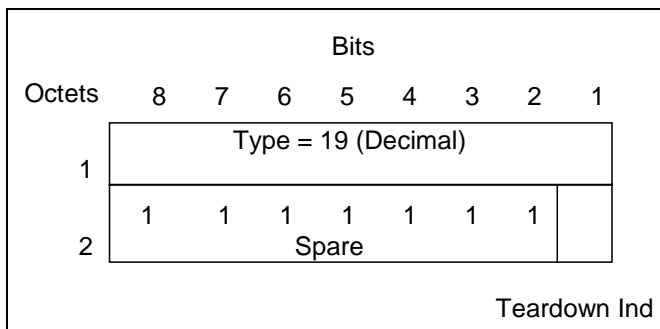 Bits
Octets 8 7 6 5 4 3 2 1
Type = 19 (Decimal)
1
1 1 1 1 1 1 1
2 Spare
Teardown Ind